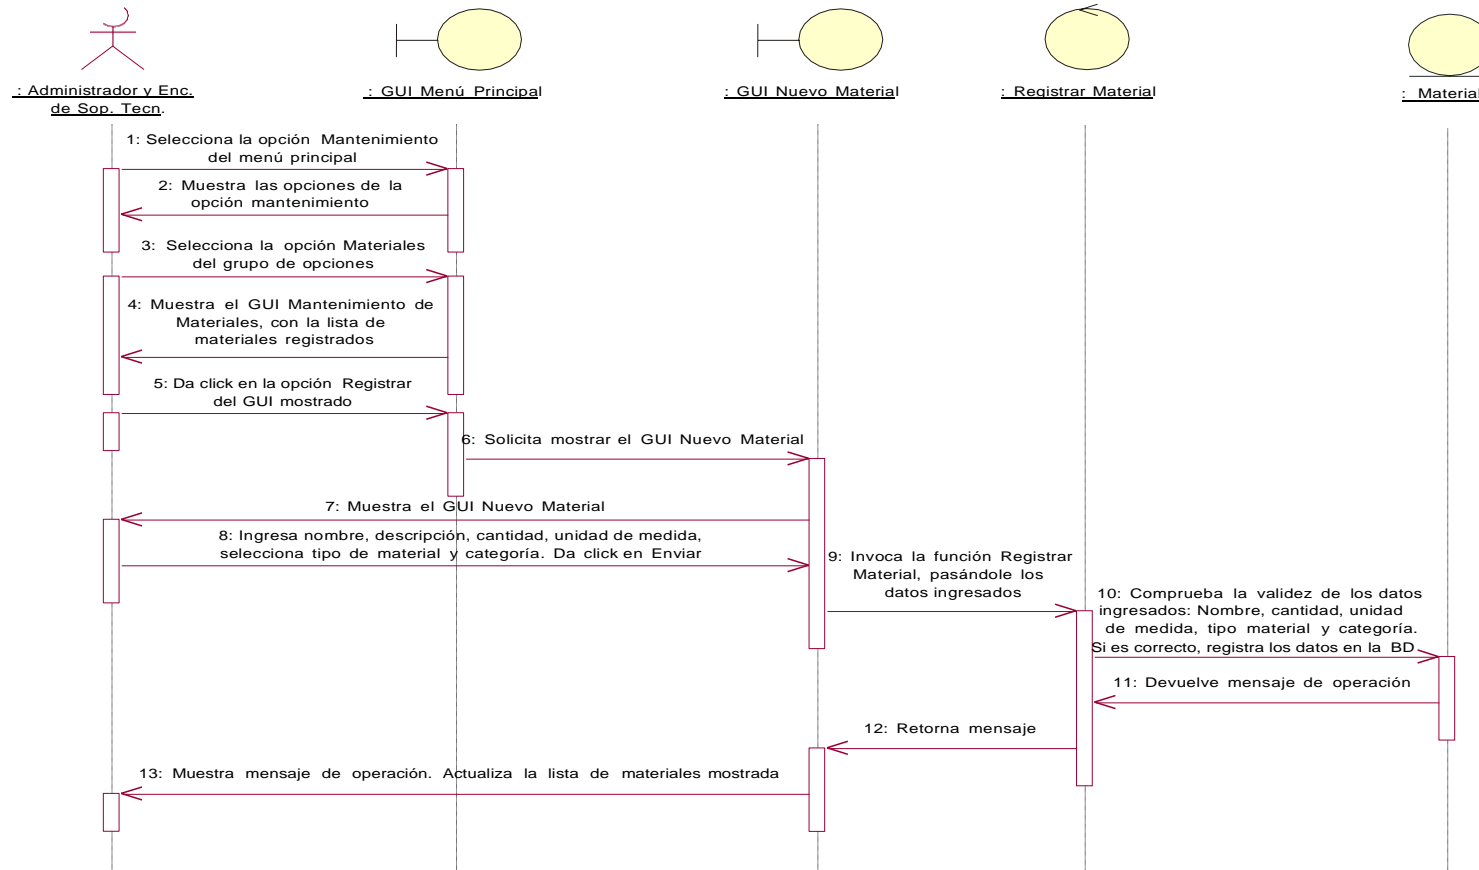 : Administrador y Enc.
de Sop. Tecn.
: GUI Menú Principal
: GUI Nuevo Material
: Registrar Material
: Material
1: Selecciona la opción Mantenimiento
del menú principal
2: Muestra las opciones de la
opción mantenimiento
3: Selecciona la opción Materiales
del grupo de opciones
4: Muestra el GUI Mantenimiento de
Materiales, con la lista de
materiales registrados
5: Da click en la opción Registrar
del GUI mostrado
6: Solicita mostrar el GUI Nuevo Material
7: Muestra el GUI Nuevo Material
8: Ingresa nombre, descripción, cantidad, unidad de medida,
selecciona tipo de material y categoría. Da click en Enviar
9: Invoca la función Registrar
Material, pasándole los
datos ingresados
10: Comprueba la validez de los datos
ingresados: Nombre, cantidad, unidad
de medida, tipo material y categoría.
Si es correcto, registra los datos en la BD
11: Devuelve mensaje de operación
12: Retorna mensaje
13: Muestra mensaje de operación. Actualiza la lista de materiales mostrada